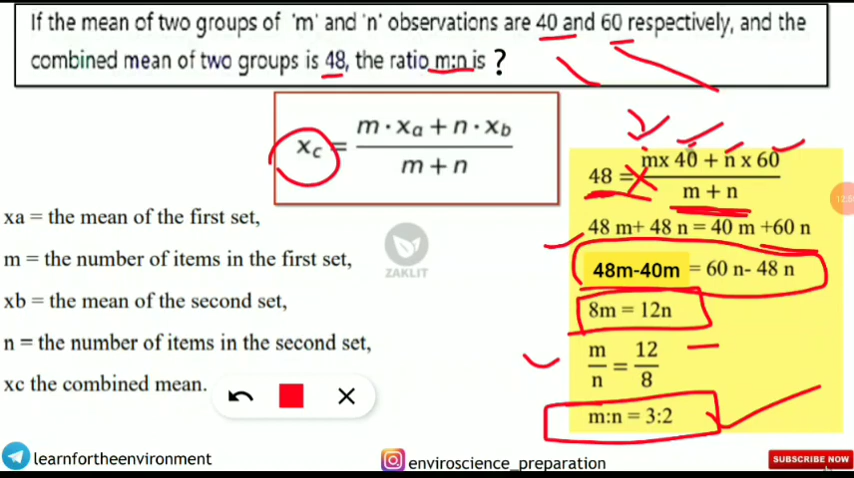 If the mean of two groups of 'm' and 'n' observations are 40 and 60 respectively, and the
combined mean of two groups is 48, the ratio m:n is ?
xc = m · xa + n · xb / m + n
xa = the mean of the first set,
m = the number of items in the first set,
xb = the mean of the second set,
n = the number of items in the second set,
xc the combined mean.
ZAKLIT
48 = mx 40 + n x 60 / m + n
48 m+ 48 n = 40 m +60 n
48m-40m = 60 n- 48 n
8m = 12n
m/n = 12/8
m:n = 3:2
learnfortheenvironment
enviroscience_preparation
SUBSCRIBE NOW